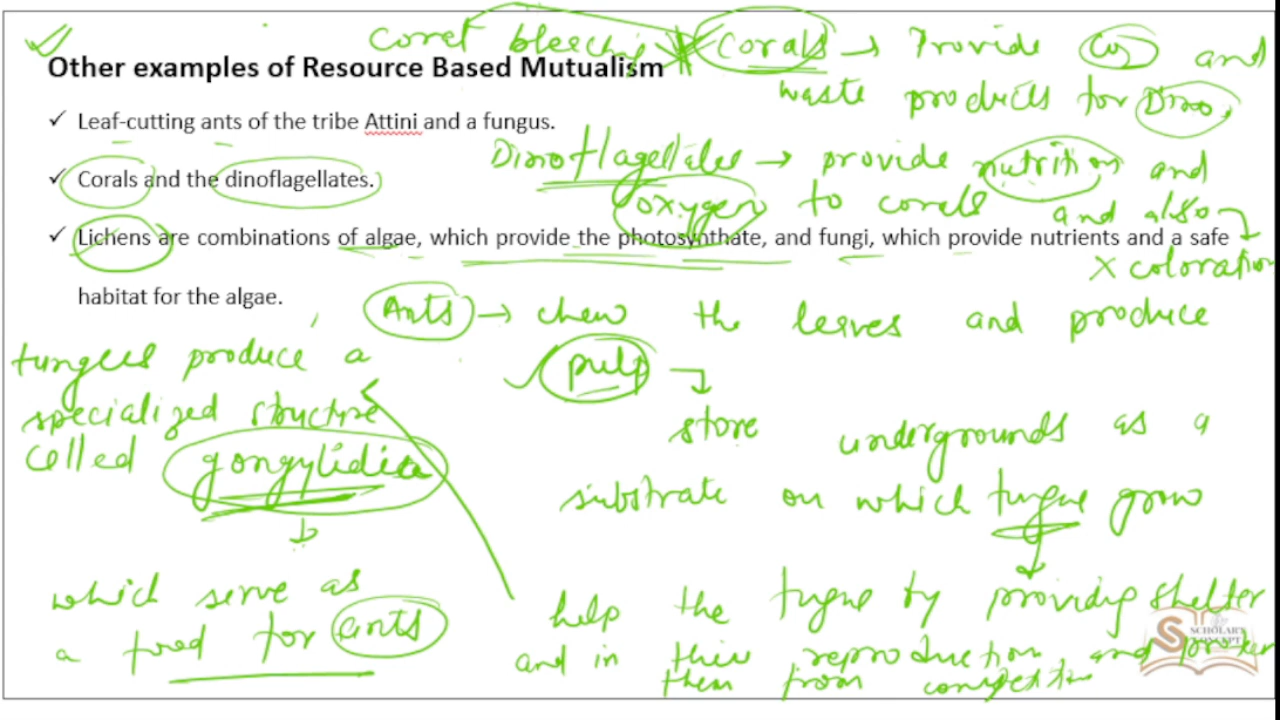 coral bleaching Corals → Provide CO2 and
Other examples of Resource Based Mutualism
waste products for Dino.
✓ Leaf-cutting ants of the tribe Attini and a fungus.
Dinoflagellates → provide nutrition and
✓ Corals and the dinoflagellates.
oxygen to corals and also
✓ Lichens are combinations of algae, which provide the photosynthate, and fungi, which provide nutrients and a safe
X coloration
habitat for the algae.
Ants → chew the leaves and produce
pulp
store undergrounds as a
substrate on which fungus grow
fungus produce a
specialized structure
called gongylidia
which serve as
a food for ants
help the fungus by providing shelter
and in their reproduction and
them from
SCHOLAR'S
CONCEPT